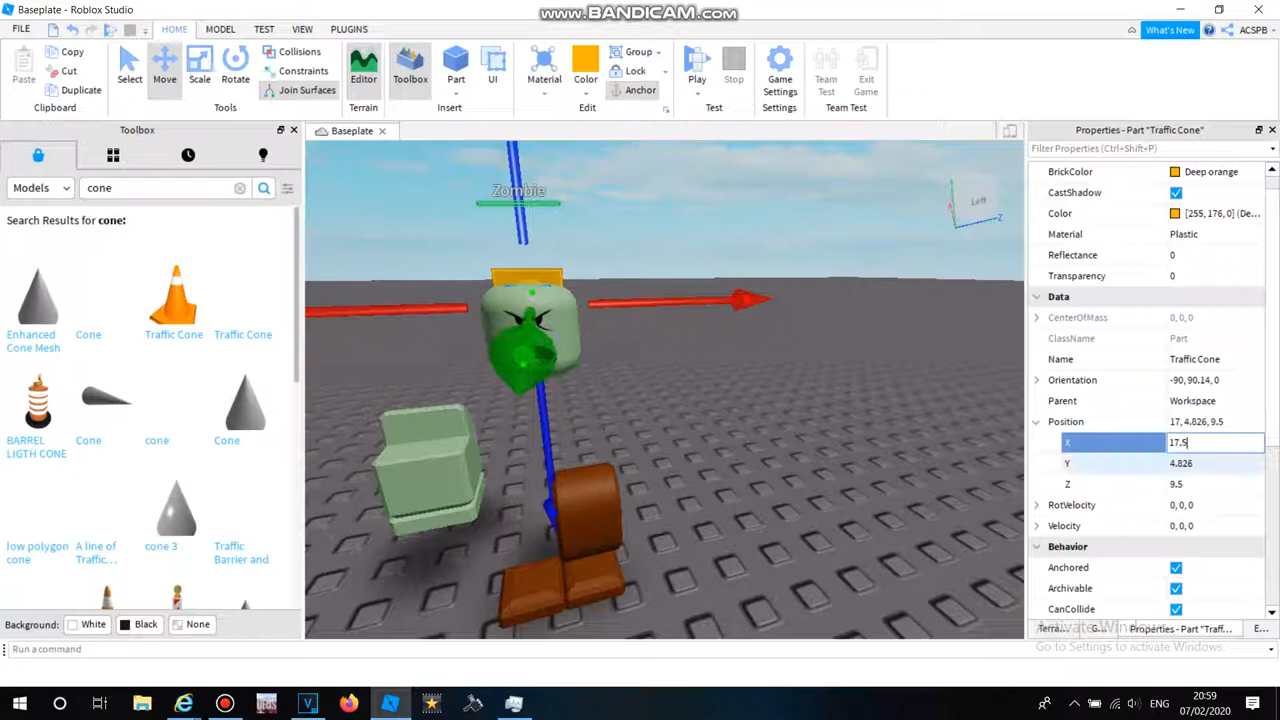 Baseplate - Roblox Studio
www.BANDICAM.com
FILE HOME MODEL TEST VIEW PLUGINS What's New ACSPB
Paste Copy Cut Duplicate Clipboard
Select Move Scale Rotate Tools
Collisions Constraints Join Surfaces
Editor Terrain
Toolbox Part UI Insert
Material Color Group Lock Anchor Edit
Play Stop Test
Game Settings Settings
Team Test Exit Game Team Test
Toolbox
Models cone
Search Results for cone:
Enhanced Cone Mesh
Cone
Traffic Cone
Traffic Cone
BARREL LIGTH CONE
Cone
cone
Cone
low polygon cone
A line of Traffic...
cone 3
Traffic Barrier and
Background: White Black None
Run a command
Baseplate
Zombie
Left
Z
Properties - Part "Traffic Cone"
Filter Properties (Ctrl+Shift+P)
BrickColor Deep orange
CastShadow
Color [255, 176, 0] (De...
Material Plastic
Reflectance 0
Transparency 0
Data
CenterOfMass 0, 0, 0
ClassName Part
Name Traffic Cone
Orientation -90, 90.14, 0
Parent Workspace
Position 17, 4.826, 9.5
X 17,5
Y 4.826
Z 9.5
RotVelocity 0, 0, 0
Velocity 0, 0, 0
Behavior
Anchored
Archivable
CanCollide
Terra... G... Properties - Part "Traff... E...
Activate Windows
Go to Settings to activate Windows.
ENG
20:59
07/02/2020